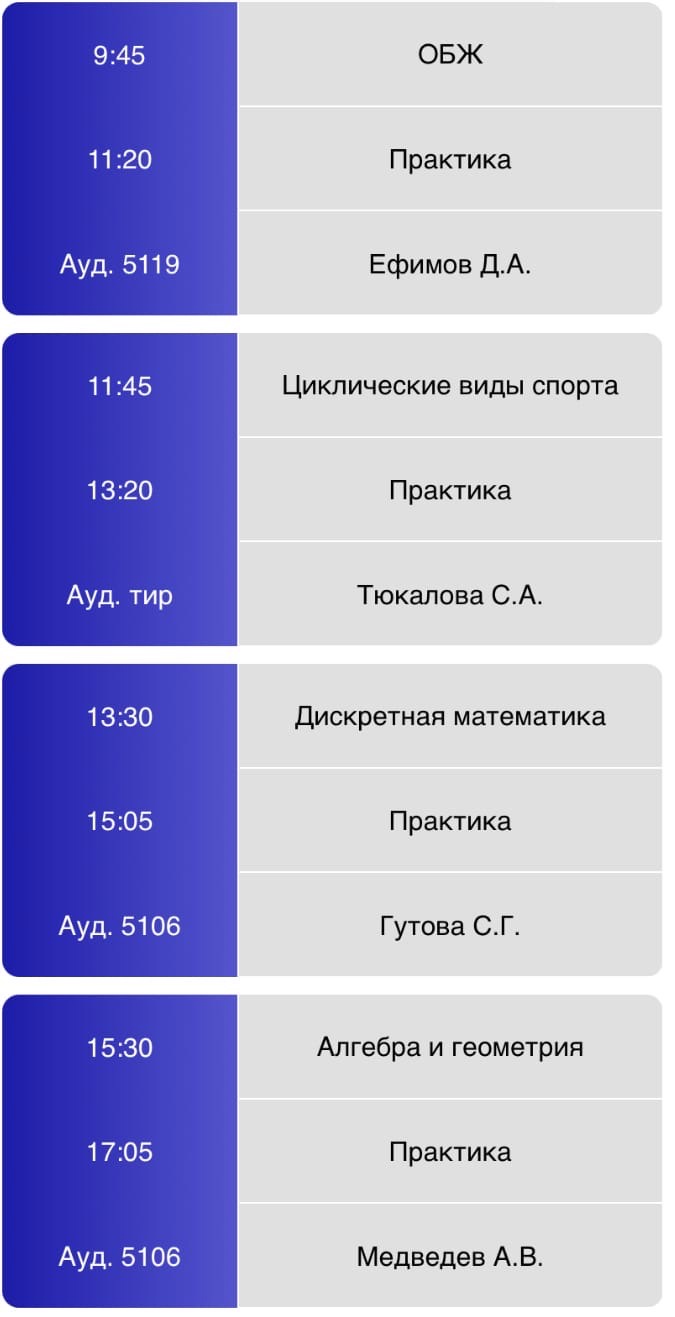 9:45 ОБЖ
11:20 Практика
Ауд. 5119 Ефимов Д.А.
11:45 Циклические виды спорта
13:20 Практика
Ауд. тир Тюкалова С.А.
13:30 Дискретная математика
15:05 Практика
Ауд. 5106 Гутова С.Г.
15:30 Алгебра и геометрия
17:05 Практика
Ауд. 5106 Медведев А.В.